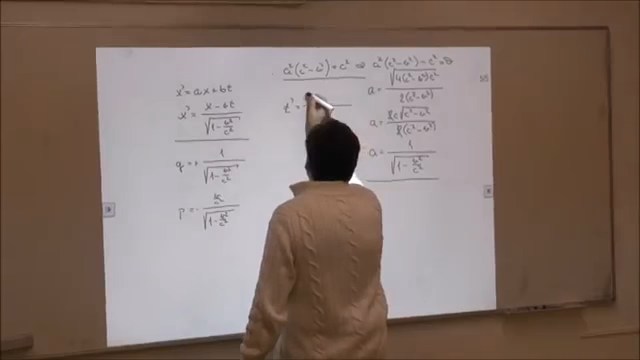 x' = ax + bt
x' = (x - vt) / √(1 - v²/c²)
q = + 1 / √(1 - v²/c²)
p = - (v/c²) / √(1 - v²/c²)
a²(c² - v²) = c² ⇒ a²(c² - v²) - c² = 0
a = √(4(c² - v²)c²) / 2(c² - v²)
a = 2c√(c² - v²) / 2(c² - v²)
a = 1 / √(1 - v²/c²)